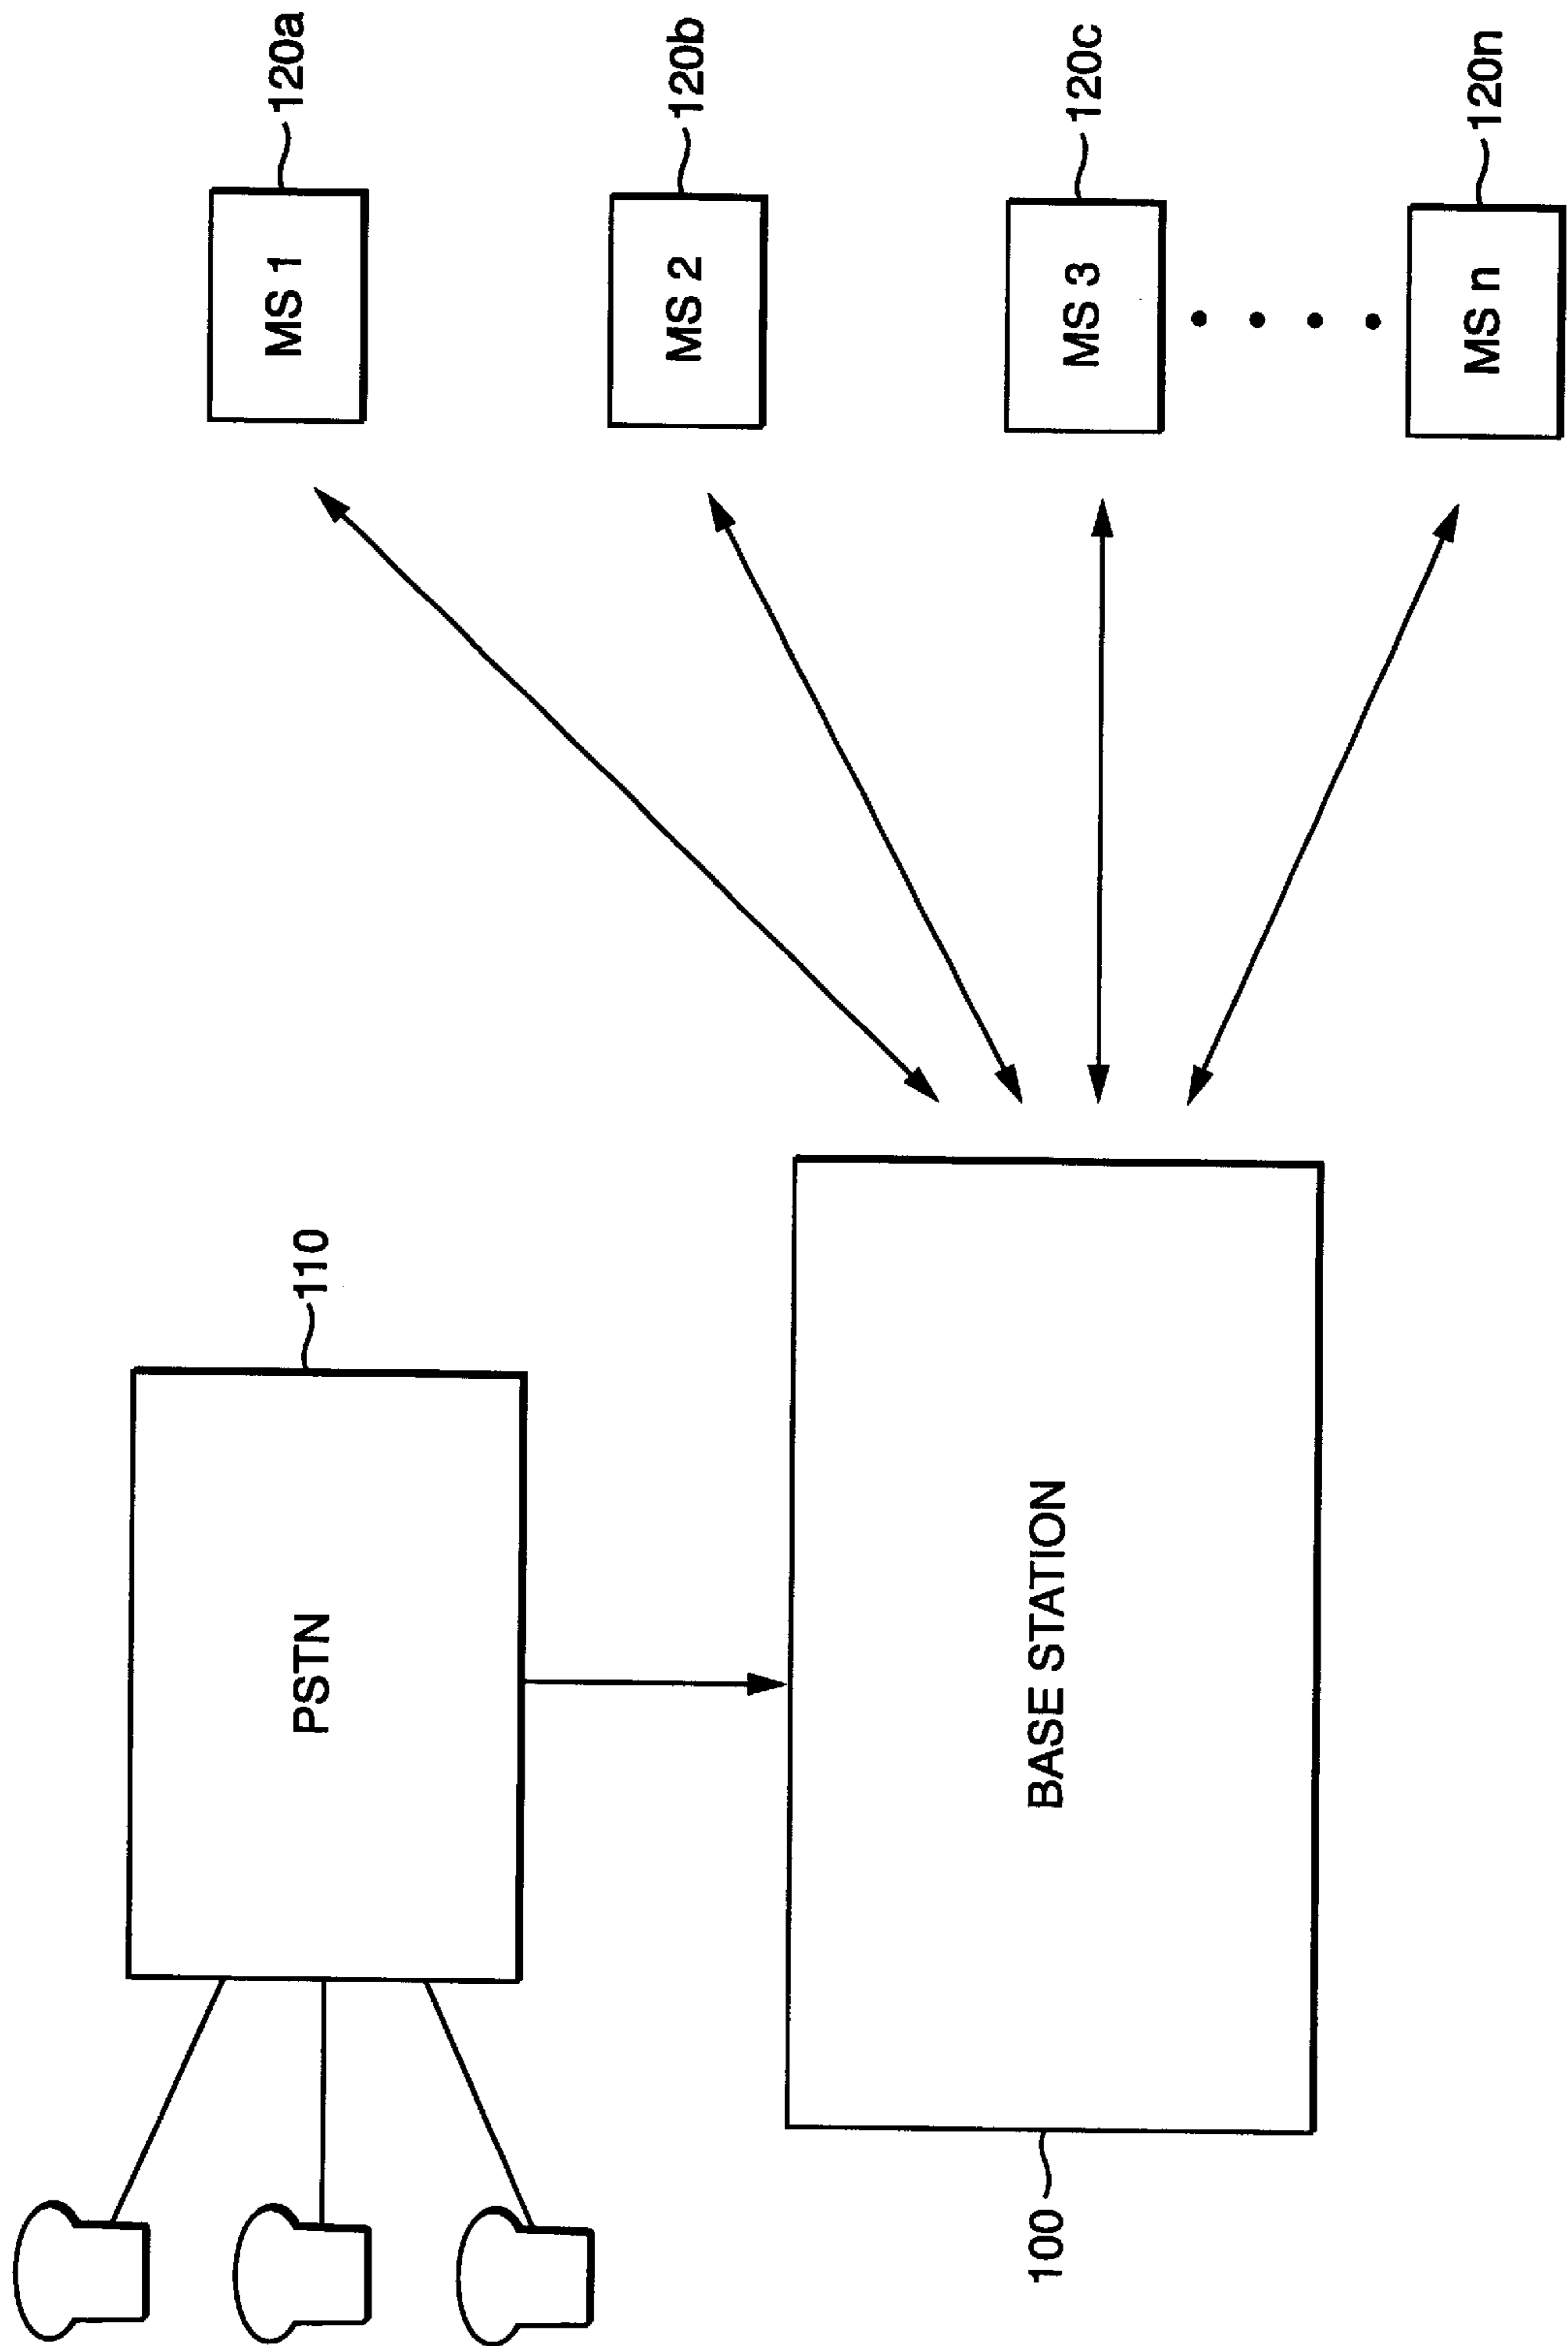 PSTN
110
BASE STATION
100
MS 1
120a
MS 2
120b
MS 3
120c
MS n
120n